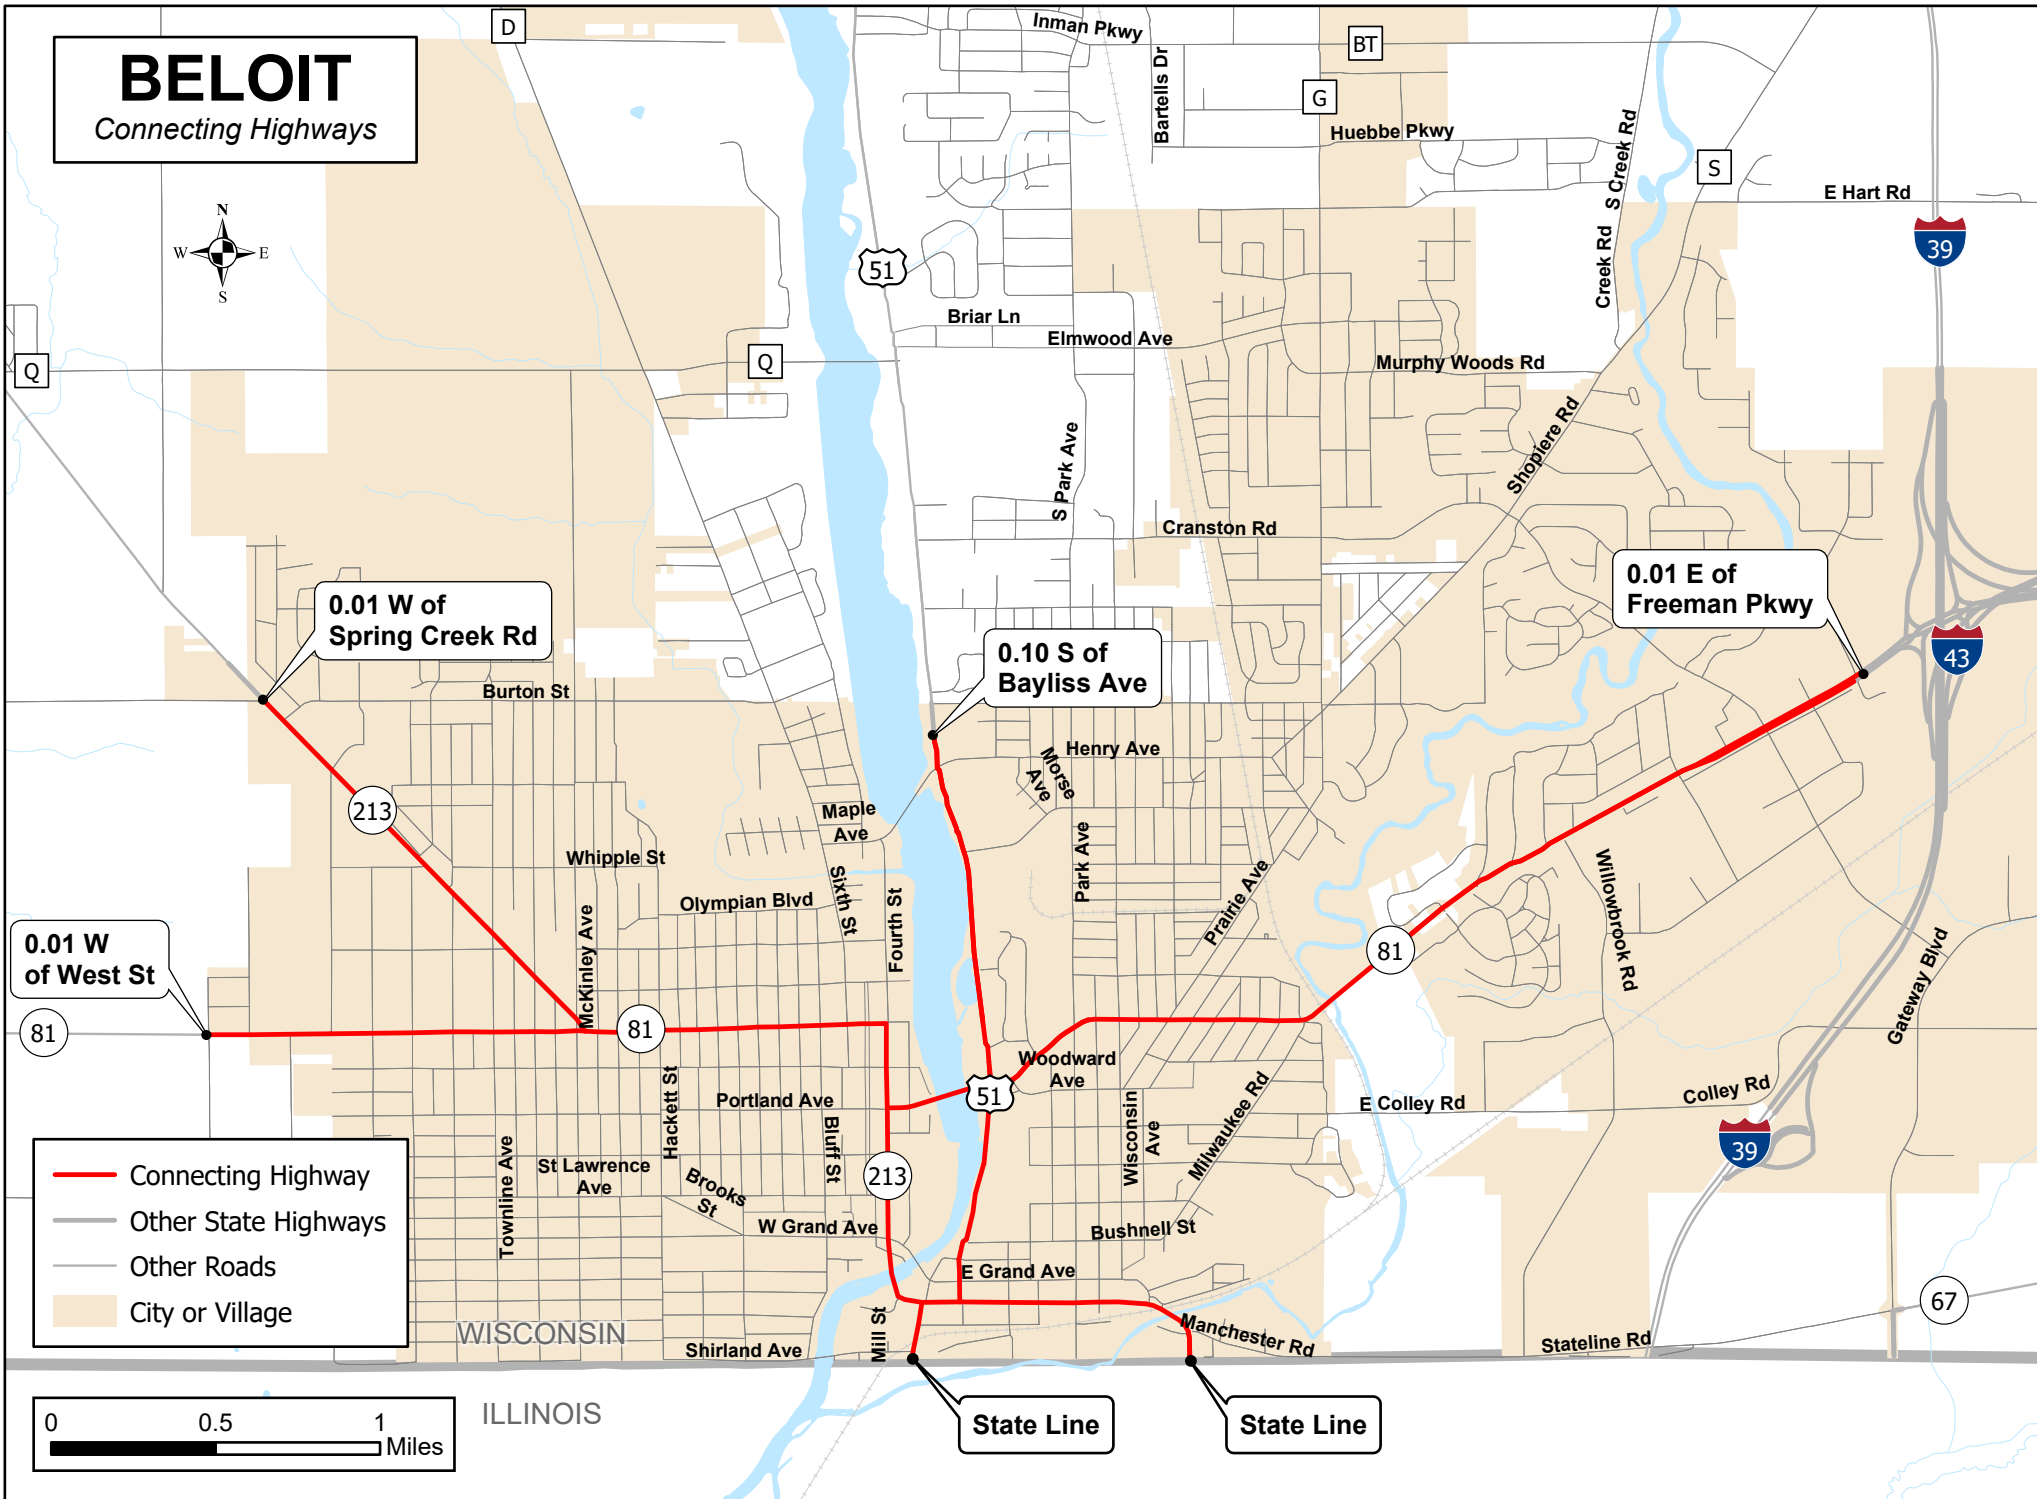 BELOIT
Connecting Highways
N
W
E
S
D
Inman Pkwy
BT
Bartells Dr
G
Huebbe Pkwy
S Creek Rd
S
E Hart Rd
39
51
Creek Rd
Briar Ln
Elmwood Ave
Q
Q
Murphy Woods Rd
Shopiere Rd
S Park Ave
Cranston Rd
0.01 W of
Spring Creek Rd
0.01 E of
Freeman Pkwy
0.10 S of
Bayliss Ave
43
Burton St
Henry Ave
Morse
Ave
213
Maple
Ave
Whipple St
Park Ave
Sixth St
Fourth St
Olympian Blvd
Prairie Ave
Willowbrook Rd
McKinley Ave
0.01 W
of West St
81
Gateway Blvd
81
81
Woodward
Ave
51
Hackett St
Portland Ave
Bluff St
Wisconsin
Ave
Milwaukee Rd
E Colley Rd
Colley Rd
39
Townline Ave
St Lawrence
Ave
Brooks
St
213
W Grand Ave
Bushnell St
E Grand Ave
Connecting Highway
Other State Highways
Other Roads
City or Village
67
WISCONSIN
Mill St
Manchester Rd
Shirland Ave
Stateline Rd
ILLINOIS
State Line
State Line
0
0.5
1
Miles